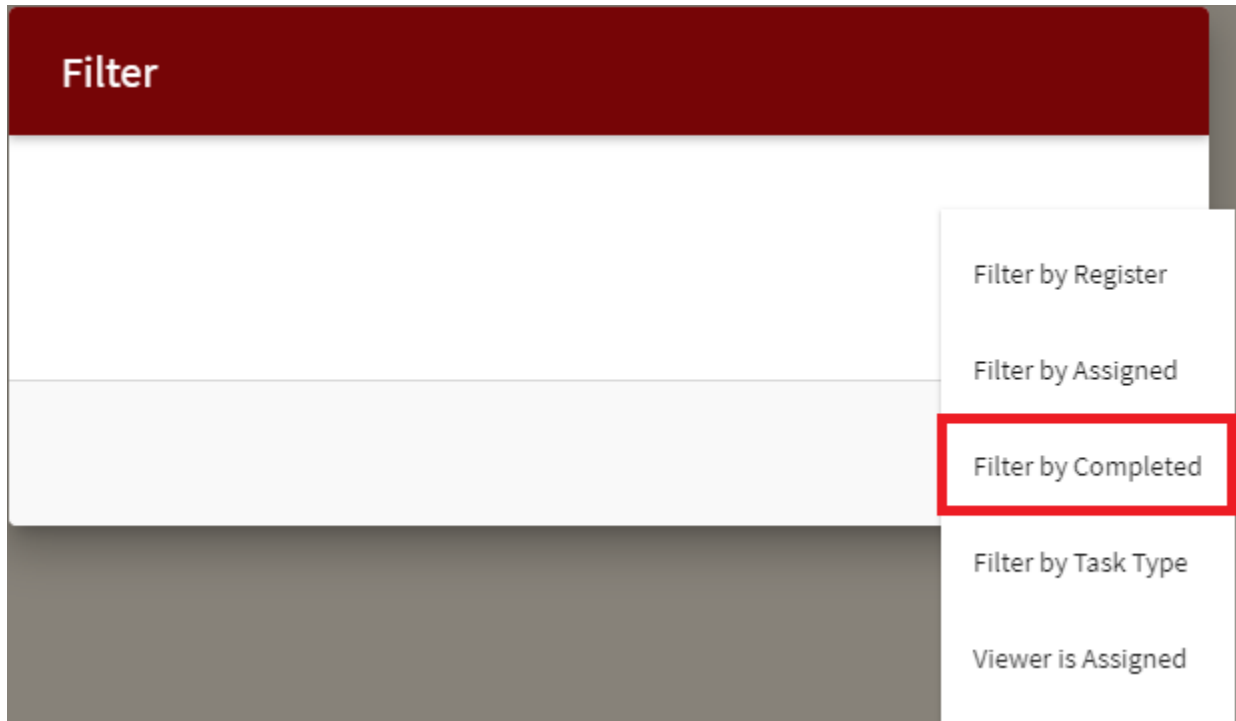 Filter
Filter by Register
Filter by Assigned
Filter by Completed
Filter by Task Type
Viewer is Assigned